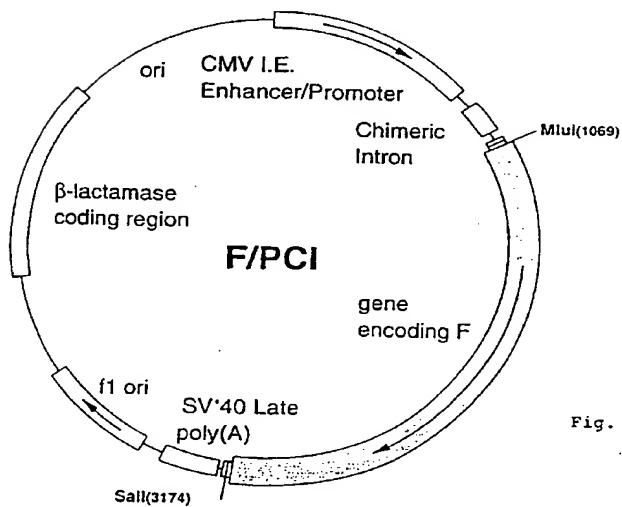 ori
CMV I.E.
Enhancer/Promoter
Chimeric
Intron
MluI(1069)
β-lactamase
coding region
F/PCI
gene
encoding F
f1 ori
SV'40 Late
poly(A)
SalI(3174)
Fig.